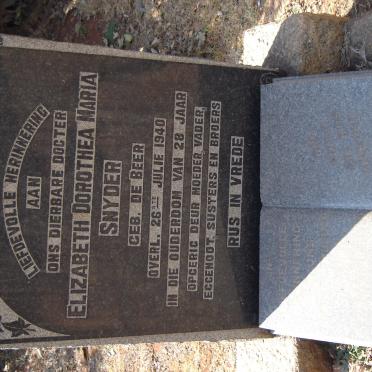 LIEFDEVOLLE HERINNERING
AAN
ONS DIERBARE DOGTER
ELIZABETH DOROTHEA MARIA
SNYDER
GEB. DE BEER
OVERL. 26STE JULIE 1940
IN DIE OUDERDOM VAN 28 JAAR
OPGERIG DEUR MOEDER VADER
EGGENOOT SUSTERS EN BROERS
RUS IN VREDE